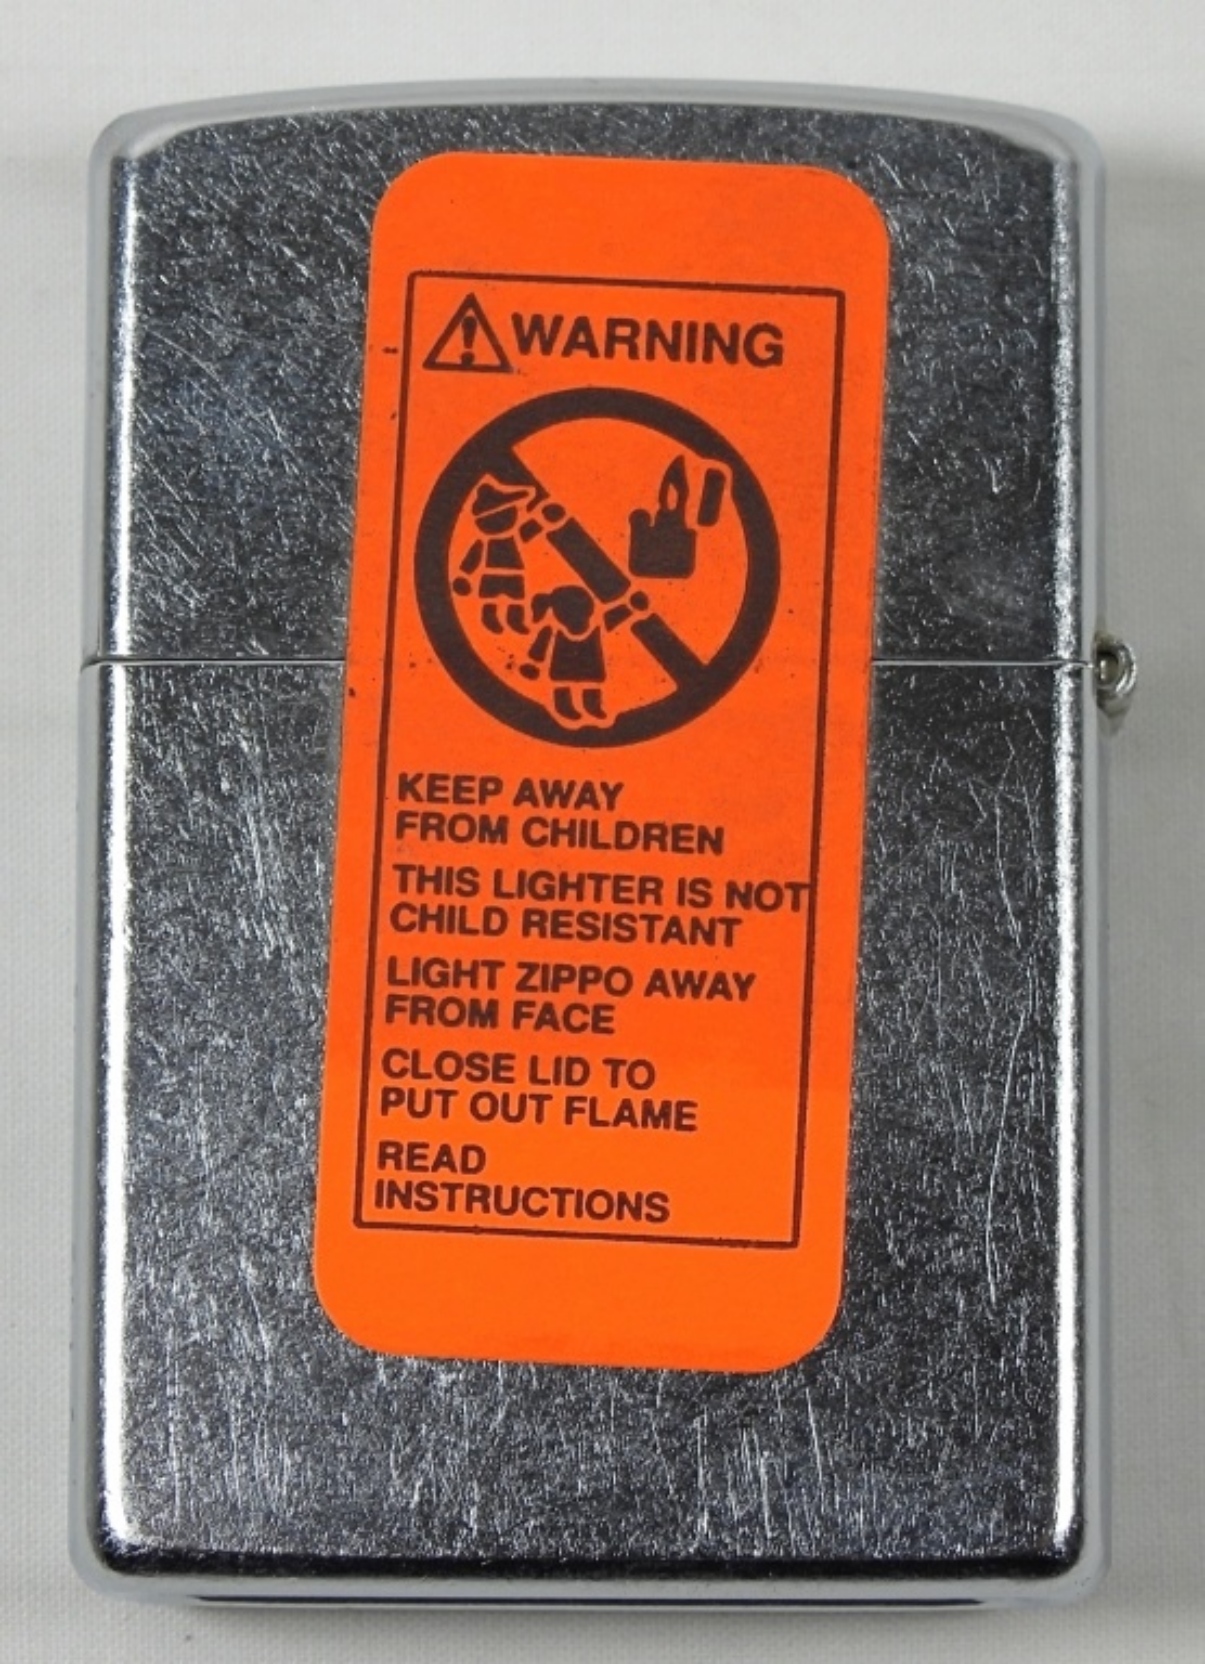 WARNING
KEEP AWAY
FROM CHILDREN
THIS LIGHTER IS NOT
CHILD RESISTANT
LIGHT ZIPPO AWAY
FROM FACE
CLOSE LID TO
PUT OUT FLAME
READ
INSTRUCTIONS